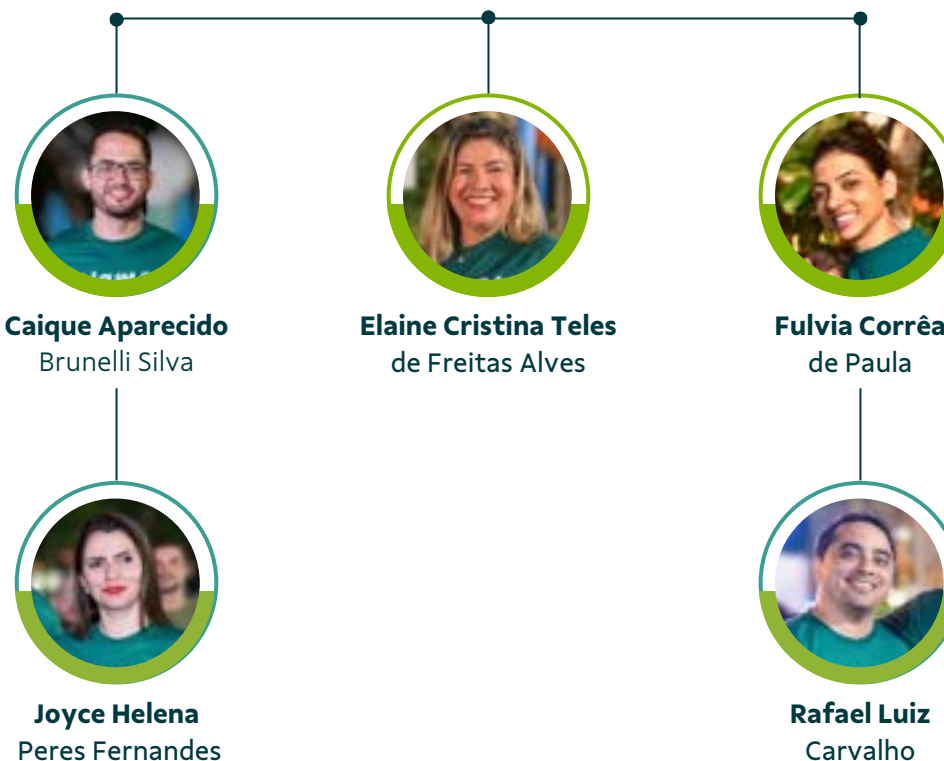 Caique Aparecido
Brunelli Silva
Elaine Cristina Teles
de Freitas Alves
Fulvia Corrêa
de Paula
Joyce Helena
Peres Fernandes
Rafael Luiz
Carvalho